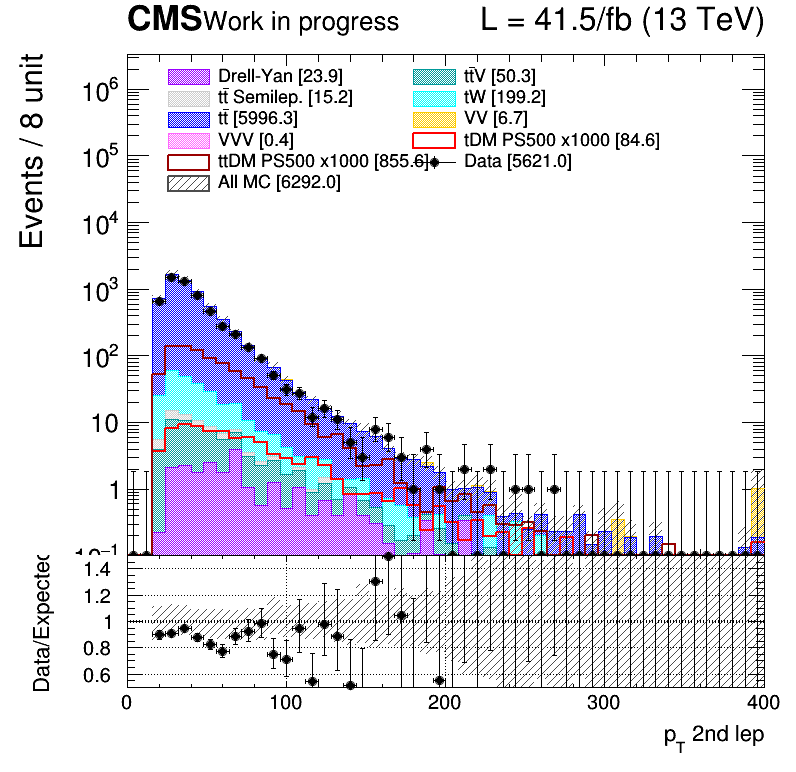 CMS Work in progress L = 41.5/fb (13 TeV)
Events / 8 unit
Drell-Yan [23.9] tt̄V [50.3]
tt̄ Semilep. [15.2] tW [199.2]
tt̄ [5996.3] VV [6.7]
VVV [0.4] tDM PS500 x1000 [84.6]
ttDM PS500 x1000 [855.6] Data [5621.0]
All MC [6292.0]
10⁶
10⁵
10⁴
10³
10²
10
1
10⁻¹
Data/Expected
1.4
1.2
1
0.8
0.6
0 100 200 300 400
p_T 2nd lep